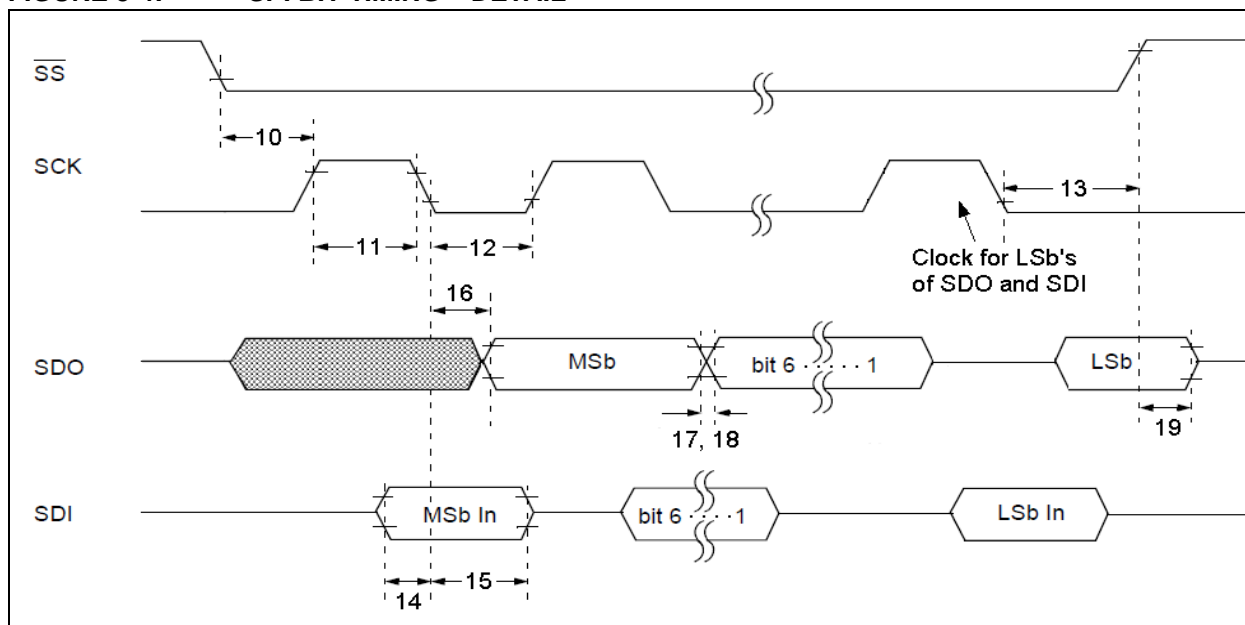 SS
10
SCK
13
11
12
Clock for LSb's
of SDO and SDI
16
SDO
MSb
bit 6 · · · · · · 1
LSb
17, 18
19
SDI
MSb In
bit 6 · · · · · 1
LSb In
14
15